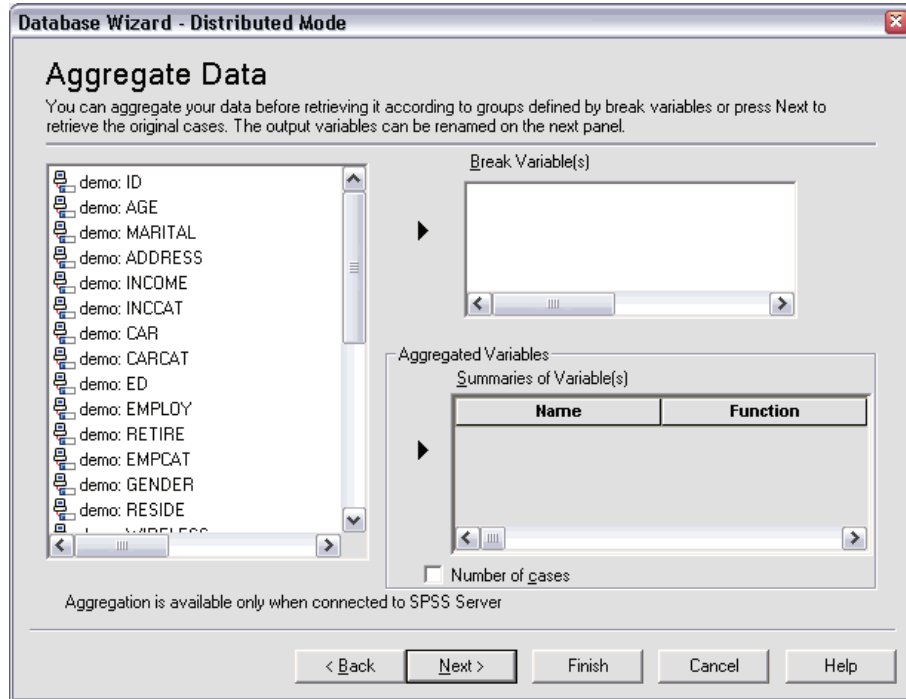 Database Wizard - Distributed Mode
Aggregate Data
You can aggregate your data before retrieving it according to groups defined by break variables or press Next to
retrieve the original cases. The output variables can be renamed on the next panel.
demo: ID
demo: AGE
demo: MARITAL
demo: ADDRESS
demo: INCOME
demo: INCCAT
demo: CAR
demo: CARCAT
demo: ED
demo: EMPLOY
demo: RETIRE
demo: EMPCAT
demo: GENDER
demo: RESIDE
Break Variable(s)
Aggregated Variables
Summaries of Variable(s)
Name Function
Number of cases
Aggregation is available only when connected to SPSS Server
< Back Next > Finish Cancel Help